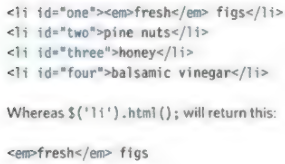 <li id="one"><em>fresh</em> figs</li>
<li id="two">pine nuts</li>
<li id="three">honey</li>
<li id="four">balsamic vinegar</li>
Whereas $('li').html(); will return this:
<em>fresh</em> figs